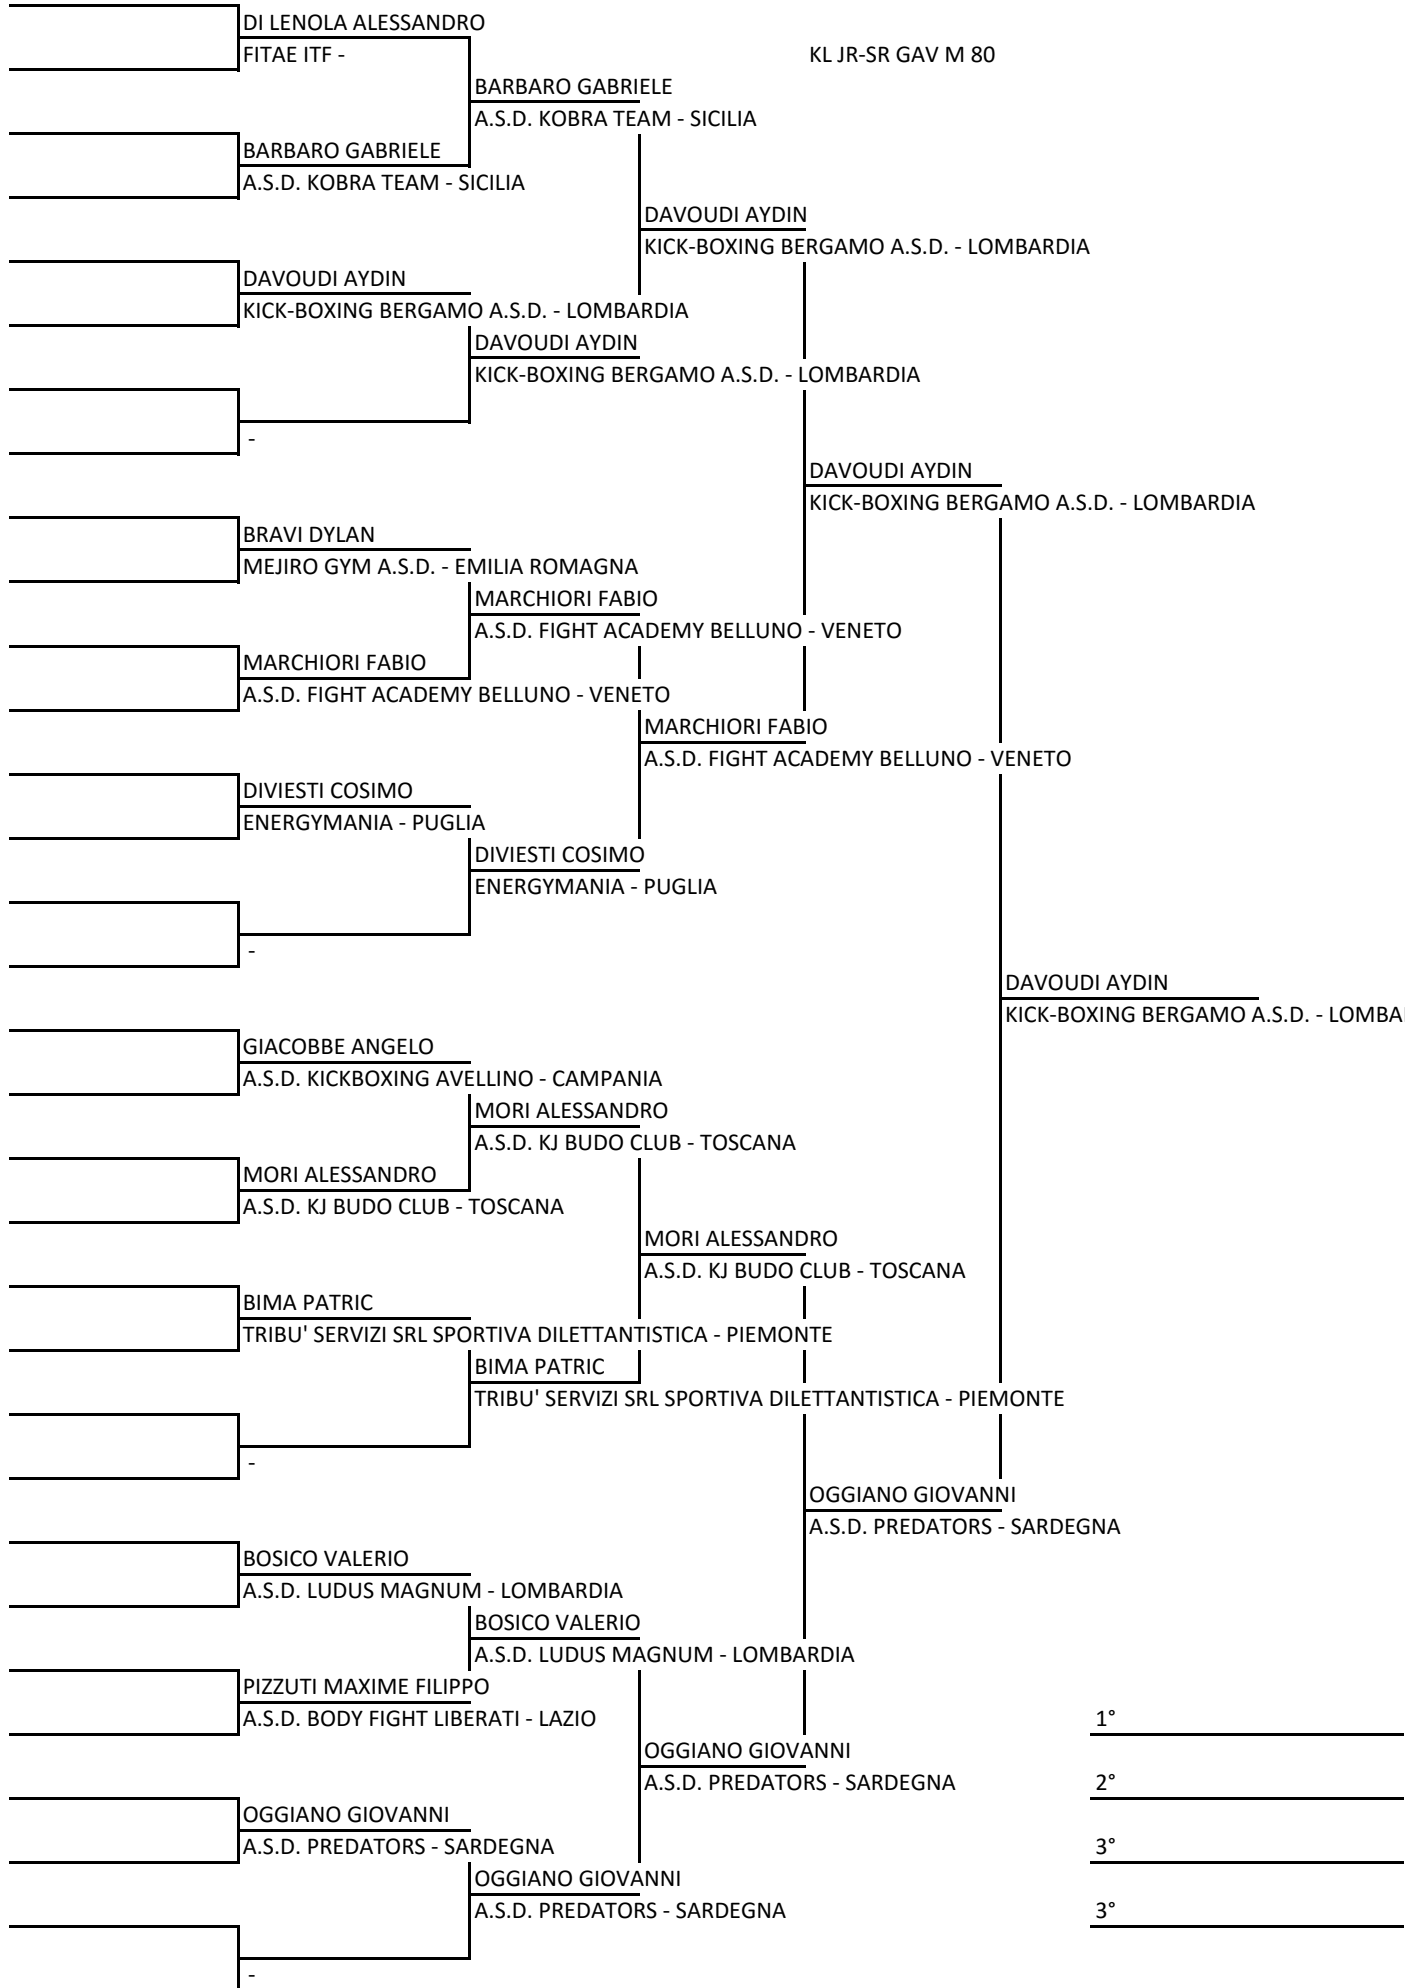 DI LENOLA ALESSANDRO
FITAE ITF -
KL JR-SR GAV M 80
BARBARO GABRIELE
A.S.D. KOBRA TEAM - SICILIA
BARBARO GABRIELE
A.S.D. KOBRA TEAM - SICILIA
DAVOUDI AYDIN
KICK-BOXING BERGAMO A.S.D. - LOMBARDIA
DAVOUDI AYDIN
KICK-BOXING BERGAMO A.S.D. - LOMBARDIA
DAVOUDI AYDIN
KICK-BOXING BERGAMO A.S.D. - LOMBARDIA
-
DAVOUDI AYDIN
KICK-BOXING BERGAMO A.S.D. - LOMBARDIA
BRAVI DYLAN
MEJIRO GYM A.S.D. - EMILIA ROMAGNA
MARCHIORI FABIO
A.S.D. FIGHT ACADEMY BELLUNO - VENETO
MARCHIORI FABIO
A.S.D. FIGHT ACADEMY BELLUNO - VENETO
MARCHIORI FABIO
A.S.D. FIGHT ACADEMY BELLUNO - VENETO
DIVIESTI COSIMO
ENERGYMANIA - PUGLIA
DIVIESTI COSIMO
ENERGYMANIA - PUGLIA
-
DAVOUDI AYDIN
KICK-BOXING BERGAMO A.S.D. - LOMBA
GIACOBBE ANGELO
A.S.D. KICKBOXING AVELLINO - CAMPANIA
MORI ALESSANDRO
A.S.D. KJ BUDO CLUB - TOSCANA
MORI ALESSANDRO
A.S.D. KJ BUDO CLUB - TOSCANA
MORI ALESSANDRO
A.S.D. KJ BUDO CLUB - TOSCANA
BIMA PATRIC
TRIBU' SERVIZI SRL SPORTIVA DILETTANTISTICA - PIEMONTE
BIMA PATRIC
TRIBU' SERVIZI SRL SPORTIVA DILETTANTISTICA - PIEMONTE
-
OGGIANO GIOVANNI
A.S.D. PREDATORS - SARDEGNA
BOSICO VALERIO
A.S.D. LUDUS MAGNUM - LOMBARDIA
BOSICO VALERIO
A.S.D. LUDUS MAGNUM - LOMBARDIA
PIZZUTI MAXIME FILIPPO
A.S.D. BODY FIGHT LIBERATI - LAZIO
1°
OGGIANO GIOVANNI
A.S.D. PREDATORS - SARDEGNA
2°
OGGIANO GIOVANNI
A.S.D. PREDATORS - SARDEGNA
3°
OGGIANO GIOVANNI
A.S.D. PREDATORS - SARDEGNA
3°
-